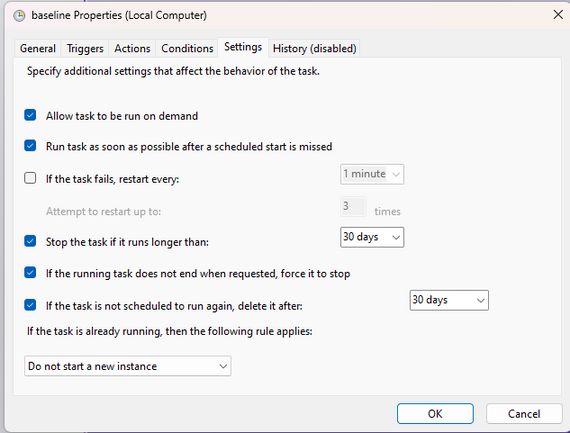 baseline Properties (Local Computer)
General Triggers Actions Conditions Settings History (disabled)
Specify additional settings that affect the behavior of the task.
Allow task to be run on demand
Run task as soon as possible after a scheduled start is missed
If the task fails, restart every: 1 minute
Attempt to restart up to: 3 times
Stop the task if it runs longer than: 30 days
If the running task does not end when requested, force it to stop
If the task is not scheduled to run again, delete it after: 30 days
If the task is already running, then the following rule applies:
Do not start a new instance
OK Cancel